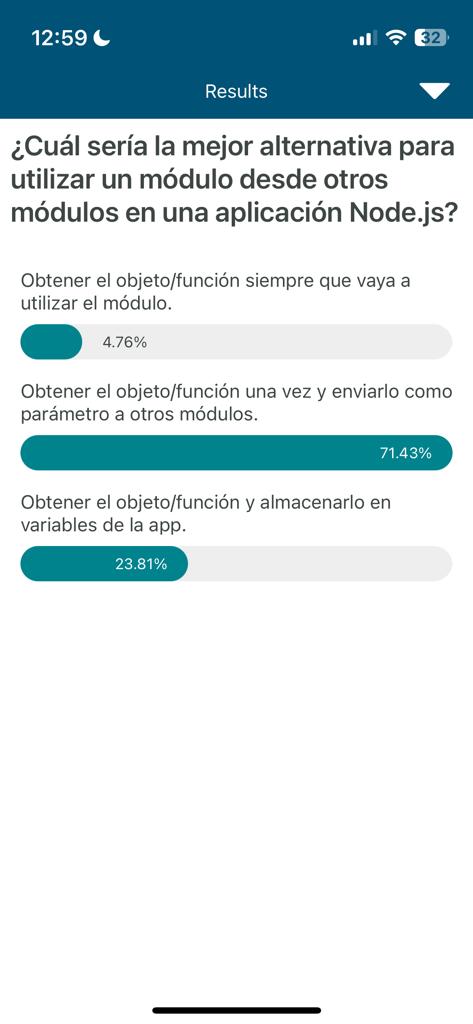 12:59
32
Results
¿Cuál sería la mejor alternativa para
utilizar un módulo desde otros
módulos en una aplicación Node.js?
Obtener el objeto/función siempre que vaya a
utilizar el módulo.
4.76%
Obtener el objeto/función una vez y enviarlo como
parámetro a otros módulos.
71.43%
Obtener el objeto/función y almacenarlo en
variables de la app.
23.81%